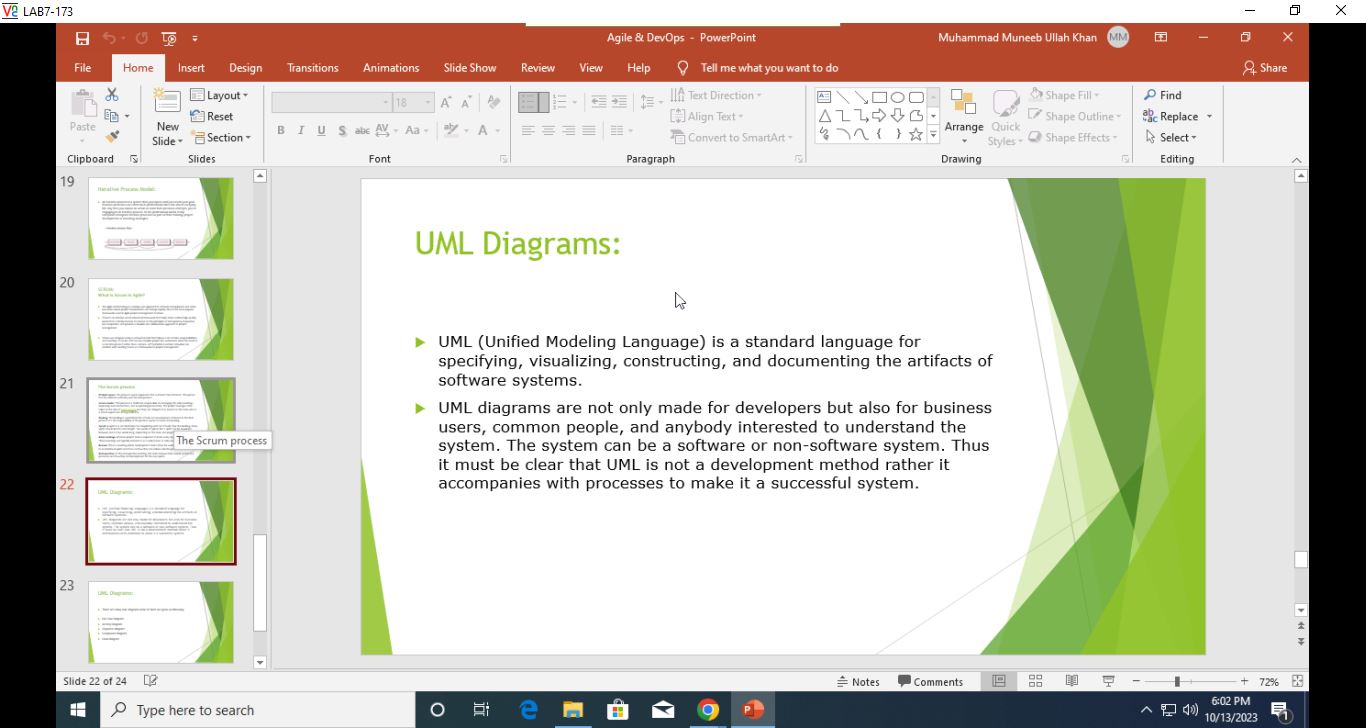 LAB7-173
Agile & DevOps - PowerPoint
Muhammad Muneeb Ullah Khan
MM
File Home Insert Design Transitions Animations Slide Show Review View Help Tell me what you want to do Share
Paste
Clipboard
New Slide
Layout
Reset
Section
Slides
18
B I U S abc AV Aa A
Font
Text Direction
Align Text
Convert to SmartArt
Paragraph
Arrange
Quick Styles
Shape Fill
Shape Outline
Shape Effects
Drawing
Find
Replace
Select
Editing
19
Iterative Process Model:
20
What is Scrum in Agile?
21
The Scrum process
The Scrum process
22
UML Diagrams:
23
UML Diagrams:
UML Diagrams:
UML (Unified Modeling Language) is a standard language for
specifying, visualizing, constructing, and documenting the artifacts of
software systems.
UML diagrams are not only made for developers but also for business
users, common people, and anybody interested to understand the
system. The system can be a software or non-software system. Thus
it must be clear that UML is not a development method rather it
accompanies with processes to make it a successful system.
Slide 22 of 24
Notes
Comments
72%
Type here to search
6:02 PM
10/13/2023
1